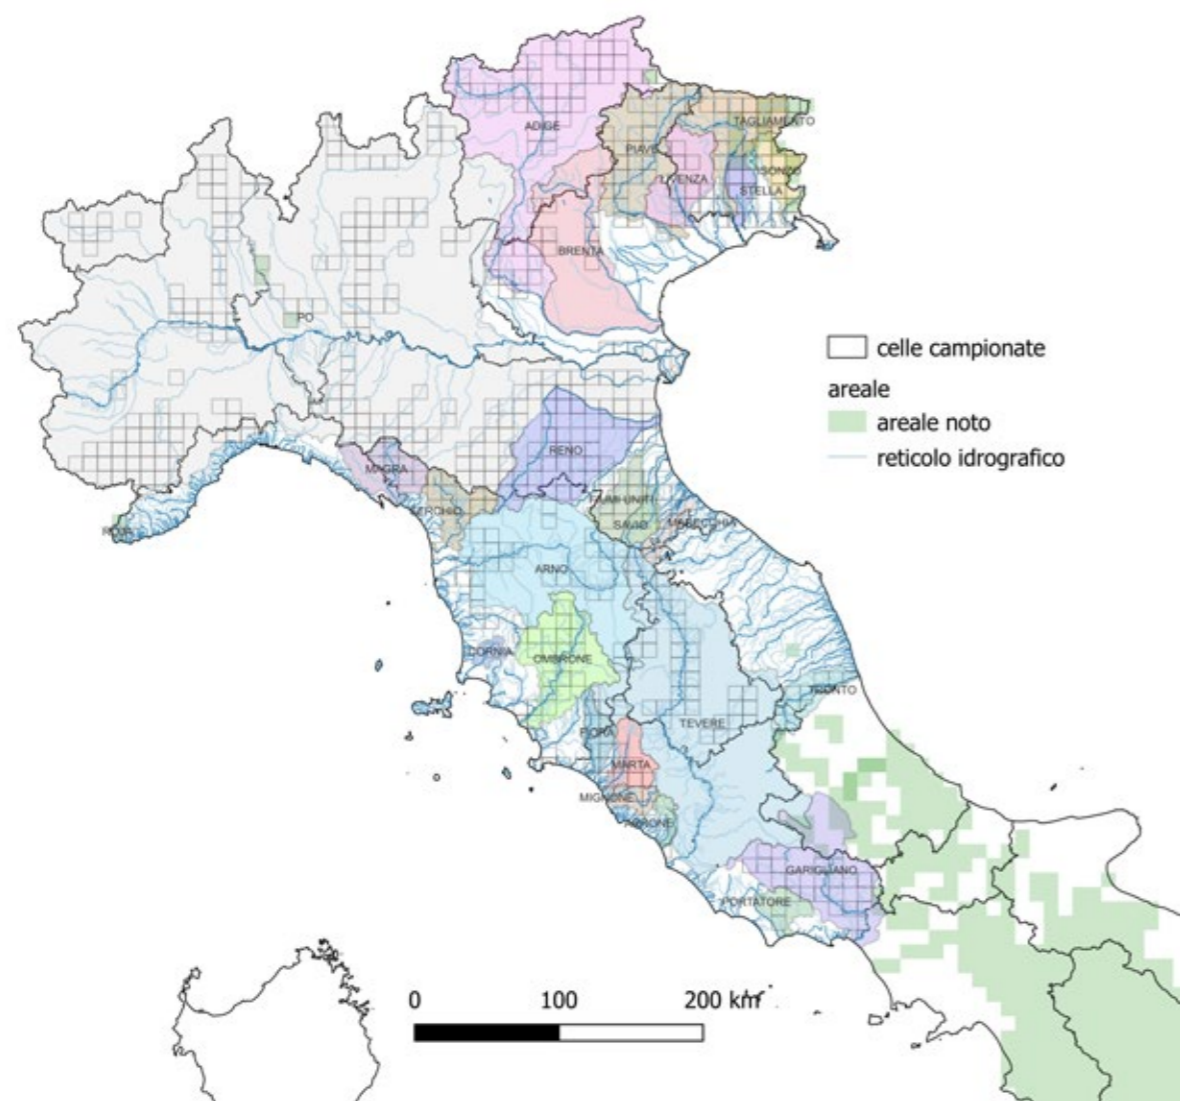 ADIGE
TAGLIAMENTO
PIAVE
LIVENZA
ISONZO
STELLA
BRENTA
PO
celle campionate
areale
areale noto
reticolo idrografico
RENO
MAGRA
SERCHIO
FIUMI UNITI
SAVIO
MARECCHIA
ROJA
ARNO
CORNIA
OMBRONE
TRONTO
TEVERE
FIORA
MARTA
MIGNONE
ARRONE
GARIGLIANO
PORTATORE
0 100 200 km